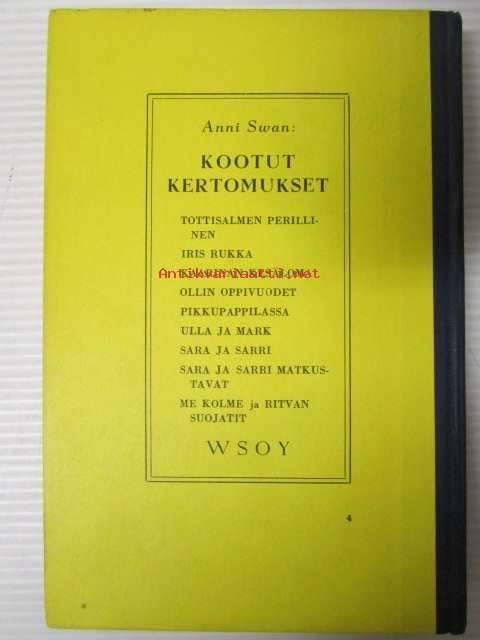 Anni Swan:
KOOTUT
KERTOMUKSET
TOTTISALMEN PERILLI-
NEN
IRIS RUKKA
Antikvariaatti.net
OLLIN OPPIVUODET
PIKKUPAPPILASSA
ULLA JA MARK
SARA JA SARRI
SARA JA SARRI MATKUS-
TAVAT
ME KOLME ja RITVAN
SUOJATIT
WSOY
4